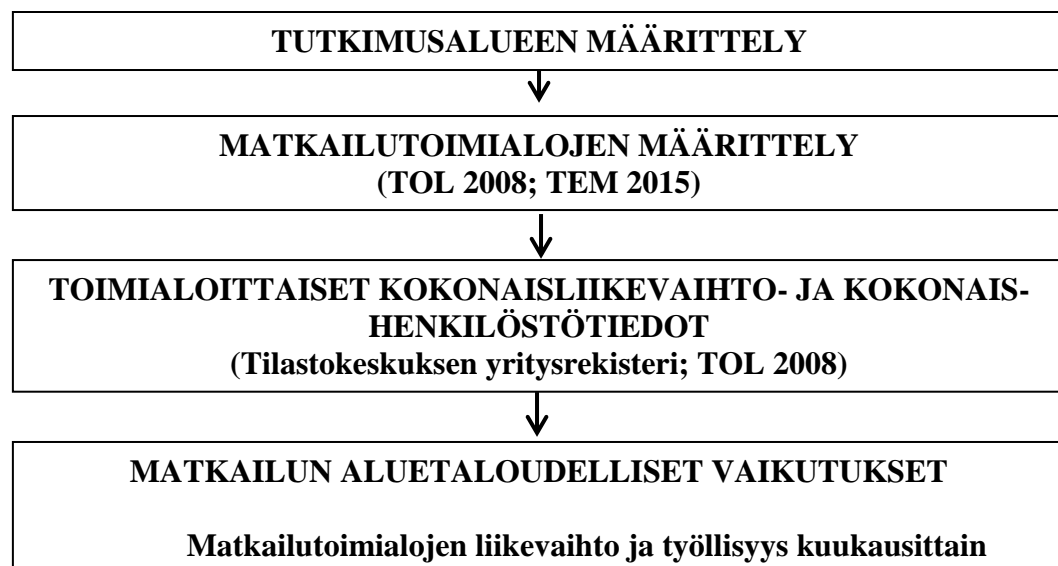 TUTKIMUSALUEEN MÄÄRITTELY
MATKAILUTOIMIALOJEN MÄÄRITTELY
(TOL 2008; TEM 2015)
TOIMIALOITTAISET KOKONAISLIIKEVAIHTO- JA KOKONAIS-
HENKILÖSTÖTIEDOT
(Tilastokeskuksen yritysrekisteri; TOL 2008)
MATKAILUN ALUETALOUDELLISET VAIKUTUKSET
Matkailutoimialojen liikevaihto ja työllisyys kuukausittain